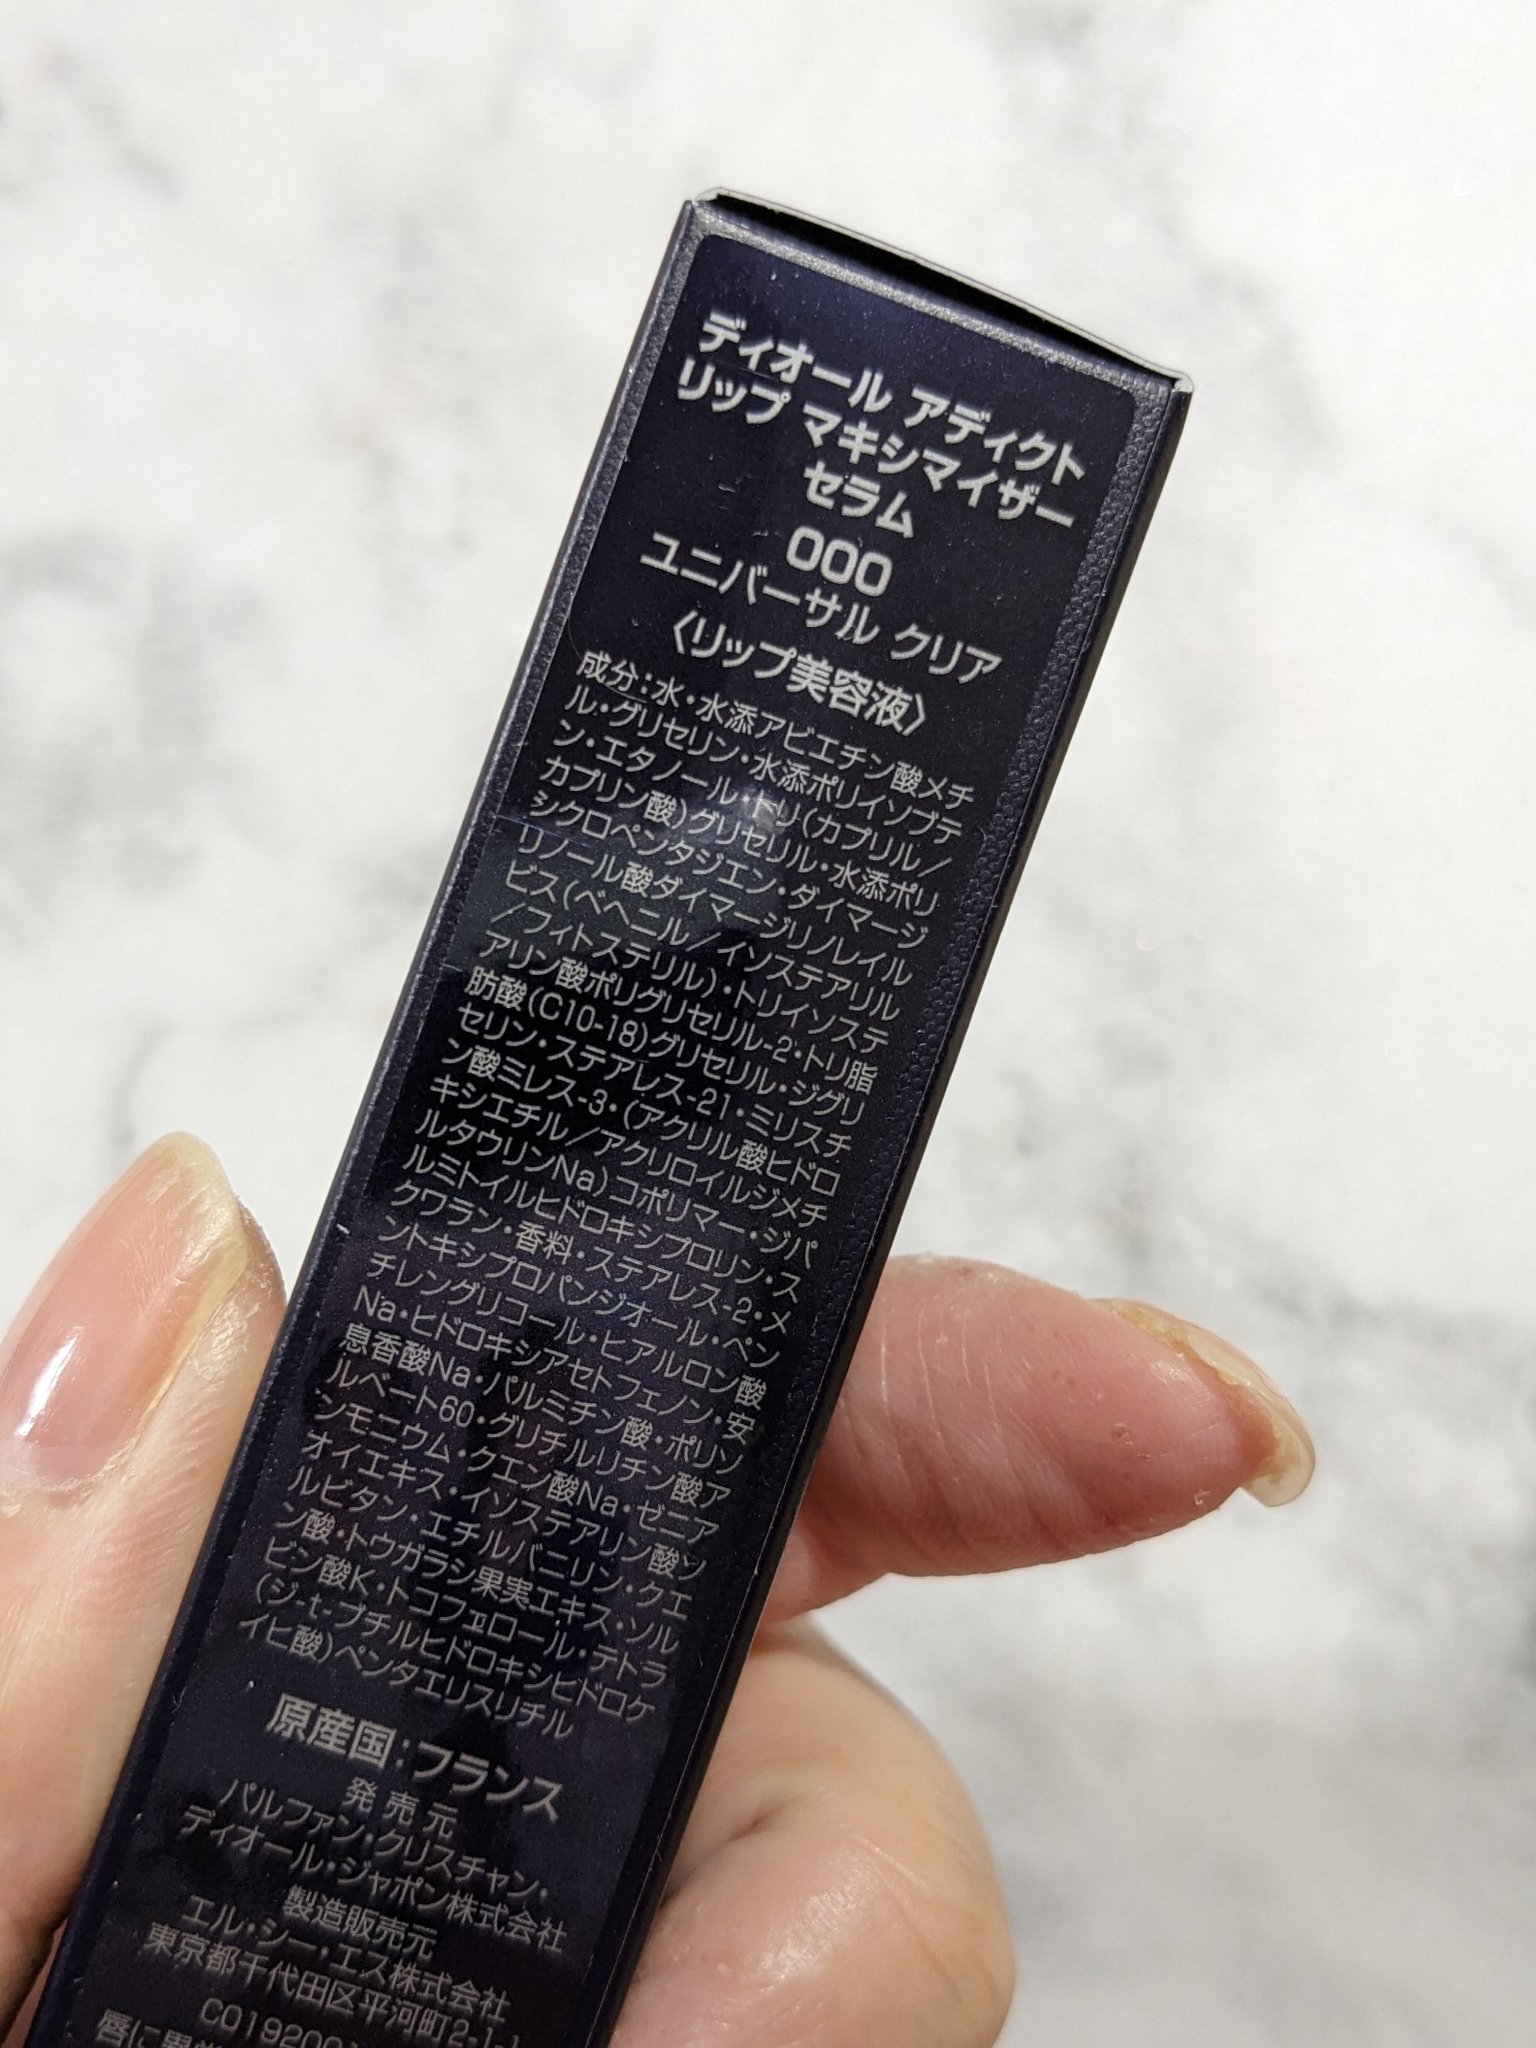 ディオール アディクト
リップ マキシマイザー
セラム
000
ユニバーサル クリア
〈リップ美容液〉
成分：水・水添アビエチン酸メチ
ル・グリセリン・水添ポリイソブテ
ン・エタノール・トリ(カプリル/
カプリン酸)グリセリル・水添ポリ
シクロペンタジエン・ダイマージ
リノール酸ダイマージリノレイル
ビス(ベヘニル/イソステアリル
/フィトステリル)・トリイソステ
アリン酸ポリグリセリル-2・トリ脂
肪酸(C10-18)グリセリル・ジグリ
セリン・ステアレス-21・ミリスチ
ン酸ミレス-3・(アクリル酸ヒドロ
キシエチル/アクリロイルジメチ
ルタウリンNa)コポリマー・ジパ
ルミトイルヒドロキシプロリン・ス
クワラン・香料・ステアレス-2・メ
ントキシプロパンジオール・ペン
チレングリコール・ヒアルロン酸
Na・ヒドロキシアセトフェノン・安
息香酸Na・パルミチン酸・ポリソ
ルベート60・グリチルリチン酸ア
ンモニウム・クエン酸Na・ゼニア
オイエキス・イソステアリン酸ソ
ルビタン・エチルバニリン・クエ
ン酸・トウガラシ果実エキス・ソル
ビン酸K・トコフェロール・テトラ
(ジ-t-ブチルヒドロキシヒドロケ
イヒ酸)ペンタエリスリチル
原産国：フランス
発売元
パルファン・クリスチャン・
ディオール・ジャポン株式会社
製造販売元
エル・シー・エス株式会社
東京都千代田区平河町2-1-1
C0192001
唇に異常